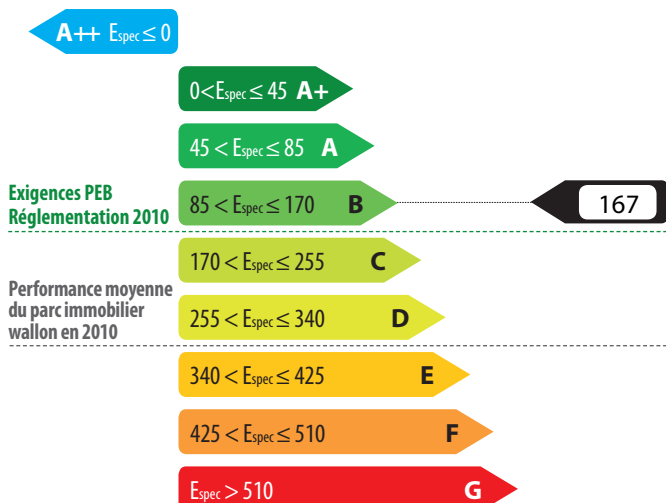 A++ Espec ≤ 0
0<Espec ≤ 45 A+
45 < Espec ≤ 85 A
Exigences PEB
Réglementation 2010
85 < Espec ≤ 170 B
167
170 < Espec ≤ 255 C
Performance moyenne
du parc immobilier
wallon en 2010
255 < Espec ≤ 340 D
340 < Espec ≤ 425 E
425 < Espec ≤ 510 F
Espec > 510 G